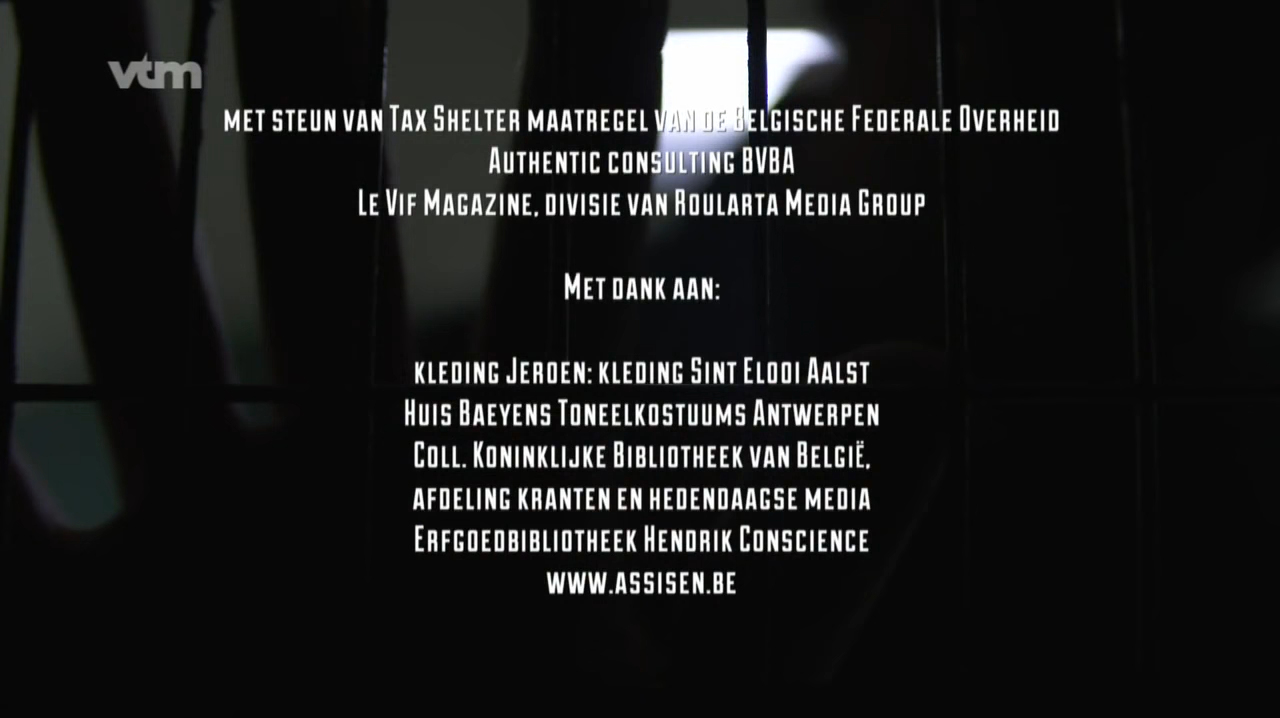 vtm
met steun van Tax Shelter maatregel van de Belgische Federale Overheid
Authentic consulting BVBA
Le Vif Magazine, divisie van Roularta Media Group
Met dank aan:
kleding Jeroen: kleding Sint Elooi Aalst
Huis Baeyens Toneelkostuums Antwerpen
Coll. Koninklijke Bibliotheek van België,
afdeling kranten en hedendaagse media
Erfgoedbibliotheek Hendrik Conscience
www.assisen.be